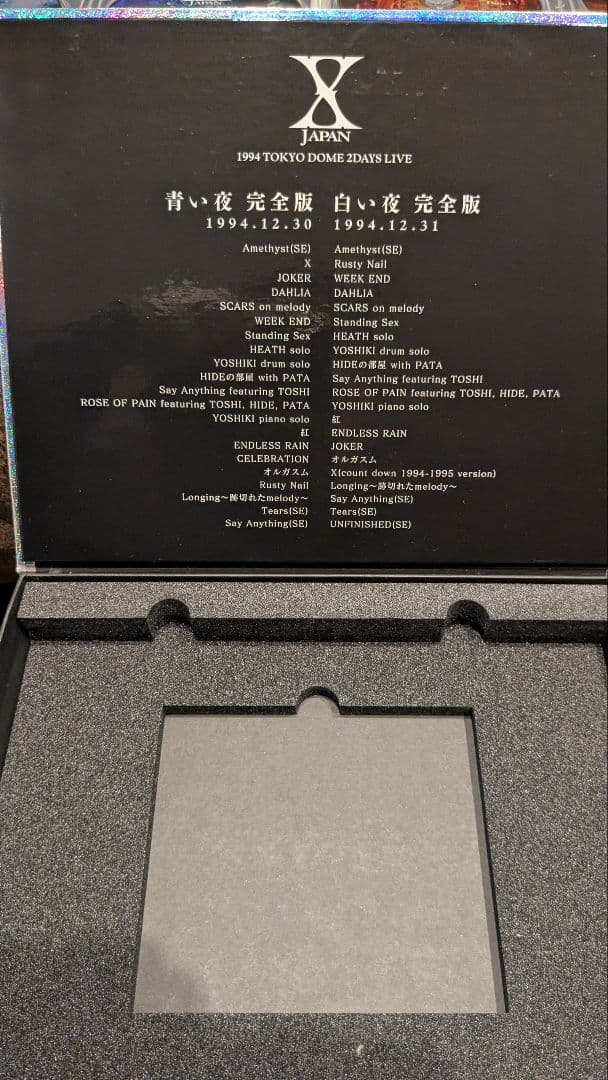 X
JAPAN
1994 TOKYO DOME 2DAYS LIVE
青い夜 完全版
1994.12.30
Amethyst(SE)
X
JOKER
DAHLIA
SCARS on melody
WEEK END
Standing Sex
HEATH solo
YOSHIKI drum solo
HIDEの部屋 with PATA
Say Anything featuring TOSHI
ROSE OF PAIN featuring TOSHI, HIDE, PATA
YOSHIKI piano solo
紅
ENDLESS RAIN
CELEBRATION
オルガスム
Rusty Nail
Longing〜跡切れたmelody〜
Tears(SE)
Say Anything(SE)
白い夜 完全版
1994.12.31
Amethyst(SE)
Rusty Nail
WEEK END
DAHLIA
SCARS on melody
Standing Sex
HEATH solo
YOSHIKI drum solo
HIDEの部屋 with PATA
Say Anything featuring TOSHI
ROSE OF PAIN featuring TOSHI, HIDE, PATA
YOSHIKI piano solo
紅
ENDLESS RAIN
JOKER
オルガスム
X(count down 1994-1995 version)
Longing〜跡切れたmelody〜
Say Anything(SE)
Tears(SE)
UNFINISHED(SE)